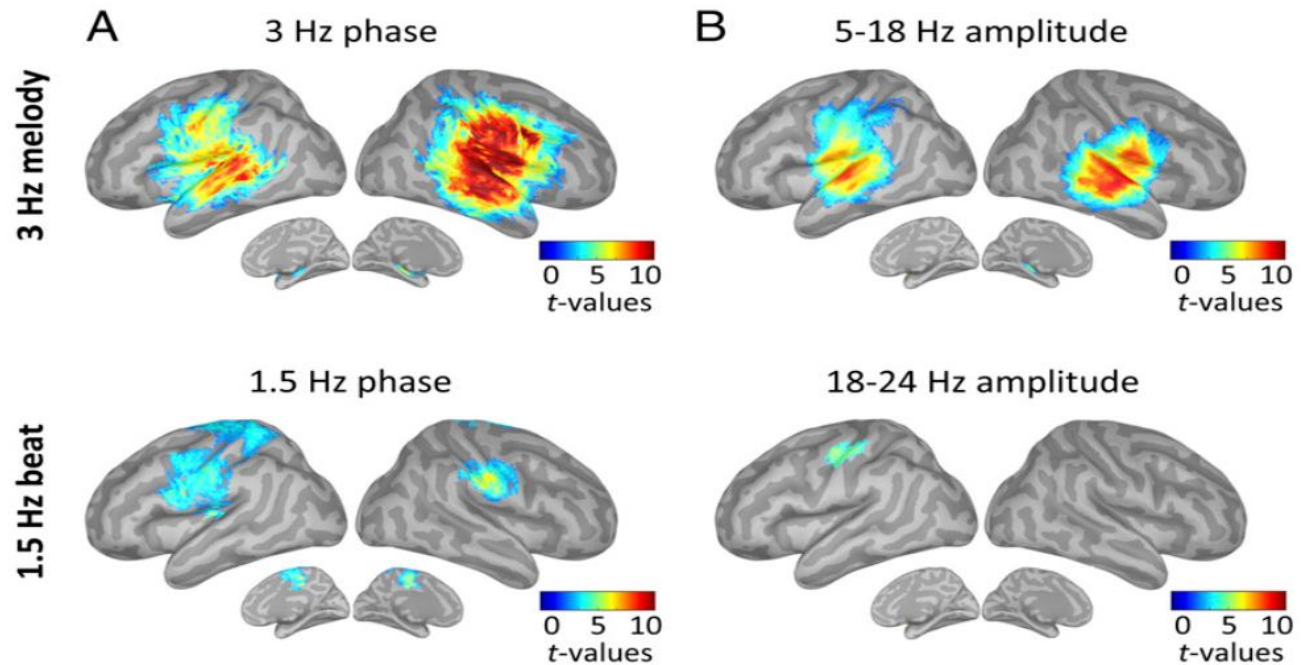 A
3 Hz phase
B
5-18 Hz amplitude
3 Hz melody
0 5 10
t-values
0 5 10
t-values
1.5 Hz phase
18-24 Hz amplitude
1.5 Hz beat
0 5 10
t-values
0 5 10
t-values